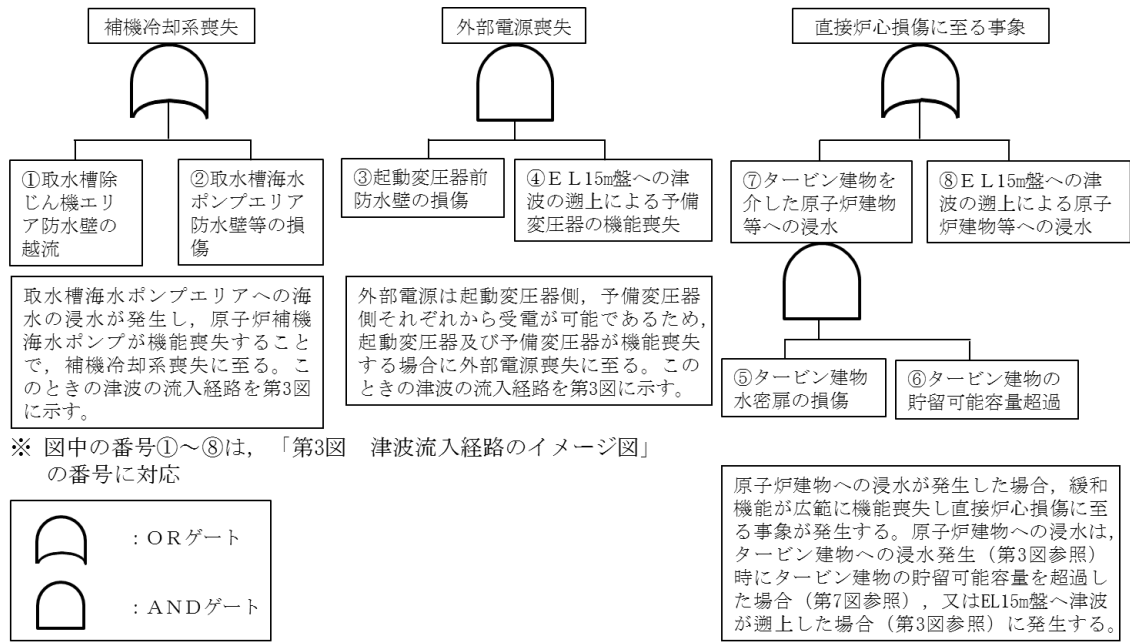 補機冷却系喪失
①取水槽除
じん機エリ
ア防水壁の
越流
②取水槽海水
ポンプエリア
防水壁等の損
傷
取水槽海水ポンプエリアへの海
水の浸水が発生し，原子炉補機
海水ポンプが機能喪失すること
で，補機冷却系喪失に至る。こ
のときの津波の流入経路を第3図
に示す。
外部電源喪失
③起動変圧器前
防水壁の損傷
④ＥＬ15m盤への津
波の遡上による予備
変圧器の機能喪失
外部電源は起動変圧器側，予備変圧器
側それぞれから受電が可能であるため，
起動変圧器及び予備変圧器が機能喪失
する場合に外部電源喪失に至る。この
ときの津波の流入経路を第3図に示す。
直接炉心損傷に至る事象
⑦タービン建物を
介した原子炉建物
等への浸水
⑧ＥＬ15m盤への津
波の遡上による原子
炉建物等への浸水
⑤タービン建物
水密扉の損傷
⑥タービン建物の
貯留可能容量超過
※ 図中の番号①～⑧は，「第3図　津波流入経路のイメージ図」
の番号に対応
：ＯＲゲート
：ＡＮＤゲート
原子炉建物への浸水が発生した場合，緩和
機能が広範に機能喪失し直接炉心損傷に至
る事象が発生する。原子炉建物への浸水は，
タービン建物への浸水発生（第3図参照）
時にタービン建物の貯留可能容量を超過し
た場合（第7図参照），又はEL15m盤へ津波
が遡上した場合（第3図参照）に発生する。